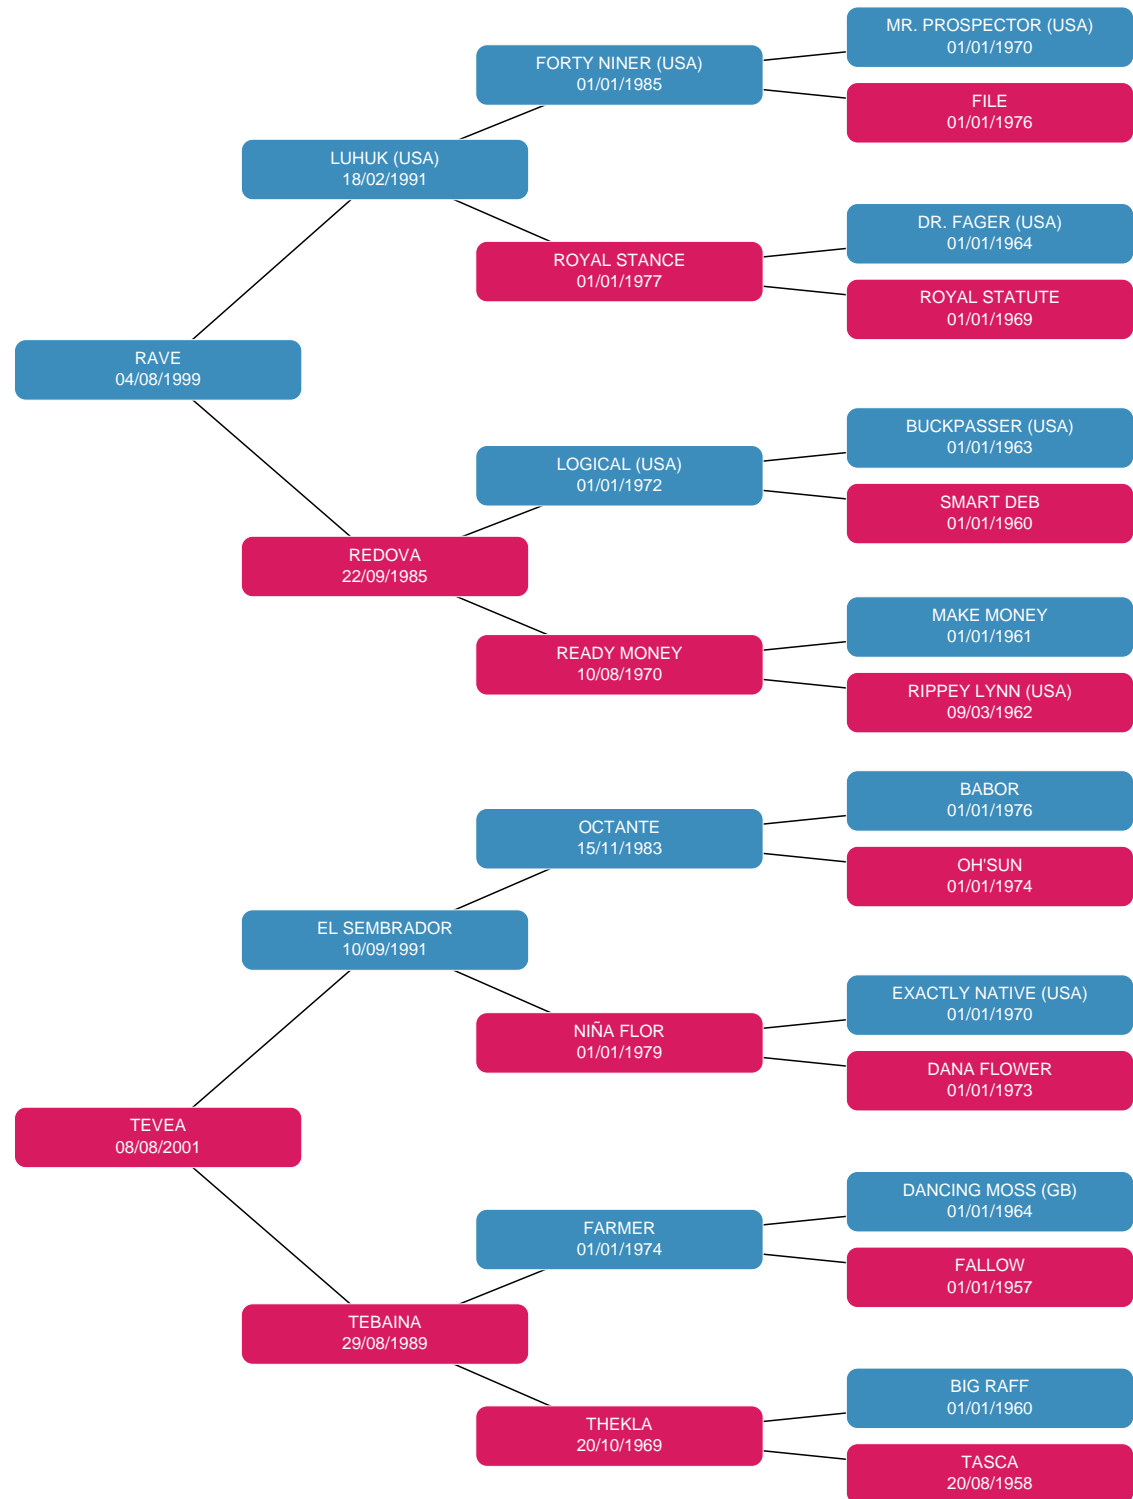 MR. PROSPECTOR (USA)
01/01/1970
FORTY NINER (USA)
01/01/1985
FILE
01/01/1976
LUHUK (USA)
18/02/1991
DR. FAGER (USA)
01/01/1964
ROYAL STANCE
01/01/1977
ROYAL STATUTE
01/01/1969
RAVE
04/08/1999
BUCKPASSER (USA)
01/01/1963
LOGICAL (USA)
01/01/1972
SMART DEB
01/01/1960
REDOVA
22/09/1985
MAKE MONEY
01/01/1961
READY MONEY
10/08/1970
RIPPEY LYNN (USA)
09/03/1962
BABOR
01/01/1976
OCTANTE
15/11/1983
OH'SUN
01/01/1974
EL SEMBRADOR
10/09/1991
EXACTLY NATIVE (USA)
01/01/1970
NIÑA FLOR
01/01/1979
DANA FLOWER
01/01/1973
TEVEA
08/08/2001
DANCING MOSS (GB)
01/01/1964
FARMER
01/01/1974
FALLOW
01/01/1957
TEBAINA
29/08/1989
BIG RAFF
01/01/1960
THEKLA
20/10/1969
TASCA
20/08/1958